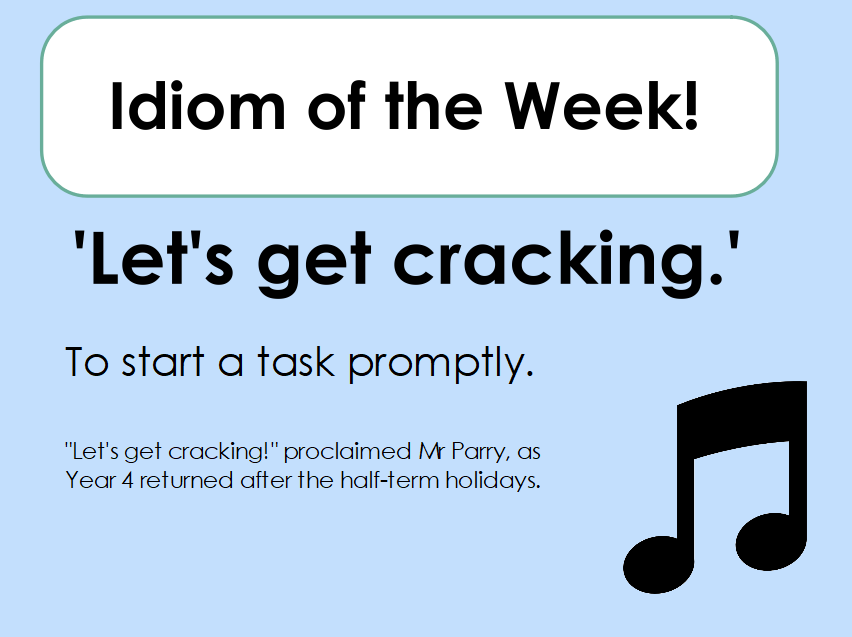 Idiom of the Week!
'Let's get cracking.'
To start a task promptly.
"Let's get cracking!" proclaimed Mr Parry, as
Year 4 returned after the half-term holidays.